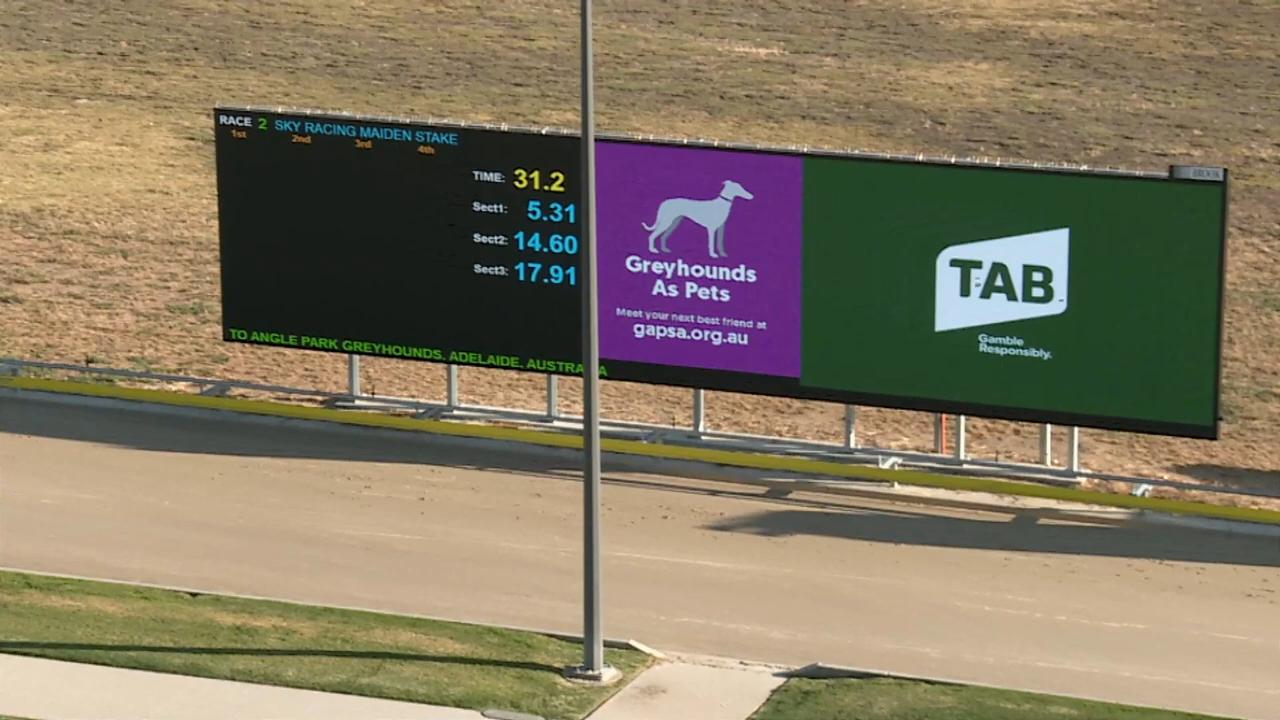 RACE 2 SKY RACING MAIDEN STAKE
1st 2nd 3rd 4th
TIME: 31.2
Sect1: 5.31
Sect2: 14.60
Sect3: 17.91
TO ANGLE PARK GREYHOUNDS. ADELAIDE. AUSTRALIA
Greyhounds
As Pets
Meet your next best friend at
gapsa.org.au
TAB
Gamble
Responsibly.